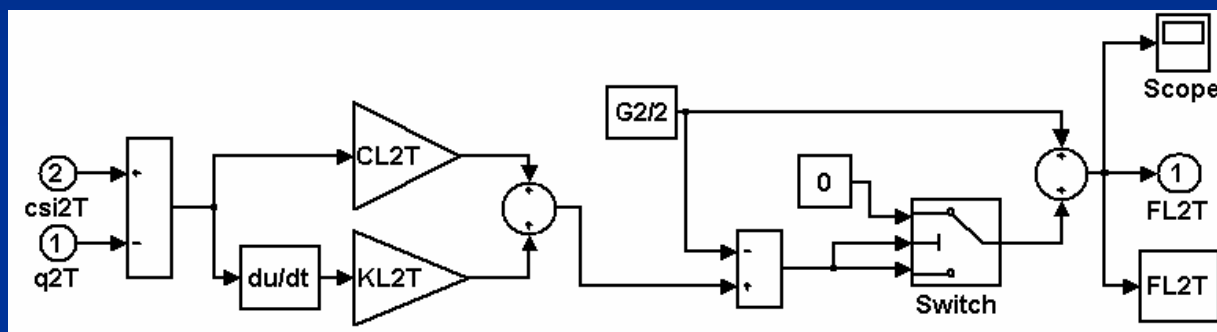 2
csi2T
1
q2T
+
-
du/dt
CL2T
KL2T
+
+
G2/2
0
-
+
Switch
+
+
Scope
1
FL2T
FL2T